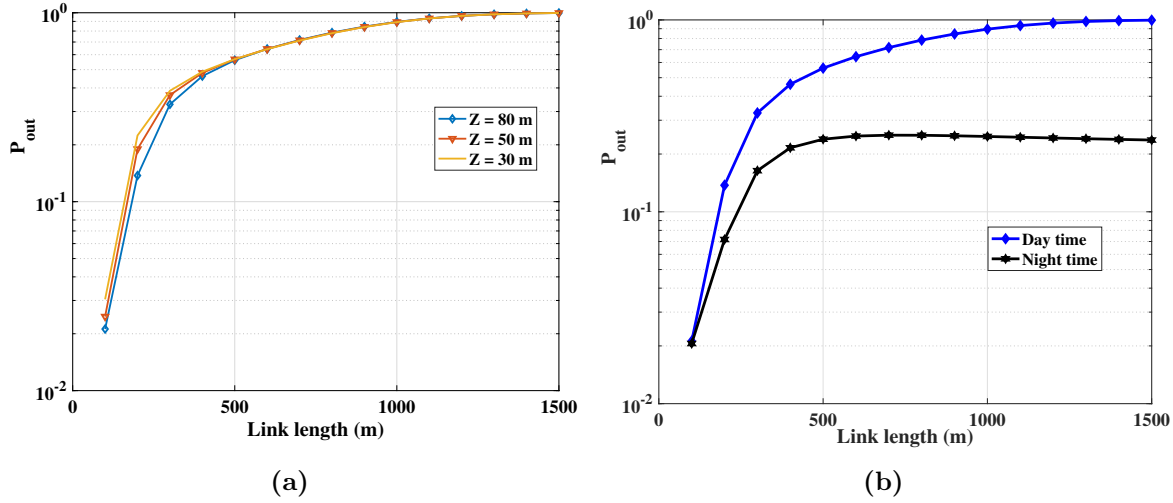 10^0
10^-1
10^-2
P_out
0
500
1000
1500
Link length (m)
Z = 80 m
Z = 50 m
Z = 30 m
(a)
10^0
10^-1
10^-2
P_out
0
500
1000
1500
Link length (m)
Day time
Night time
(b)